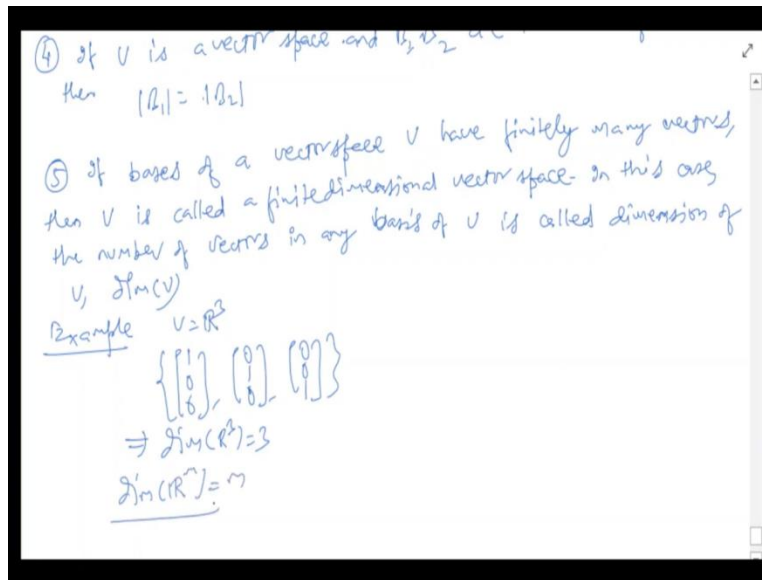 ④ If V is a vector space and B₁, B₂
then |B₁| = |B₂|
⑤ If bases of a vector space V have finitely many vectors,
then V is called a finite dimensional vector space. In this case,
the number of vectors in any basis of V is called dimension of
V, dim(V)
Example V = ℝ³
{[1 0 0], [0 1 0], [0 0 1]}
⇒ dim(ℝ³) = 3
dim(ℝⁿ) = n